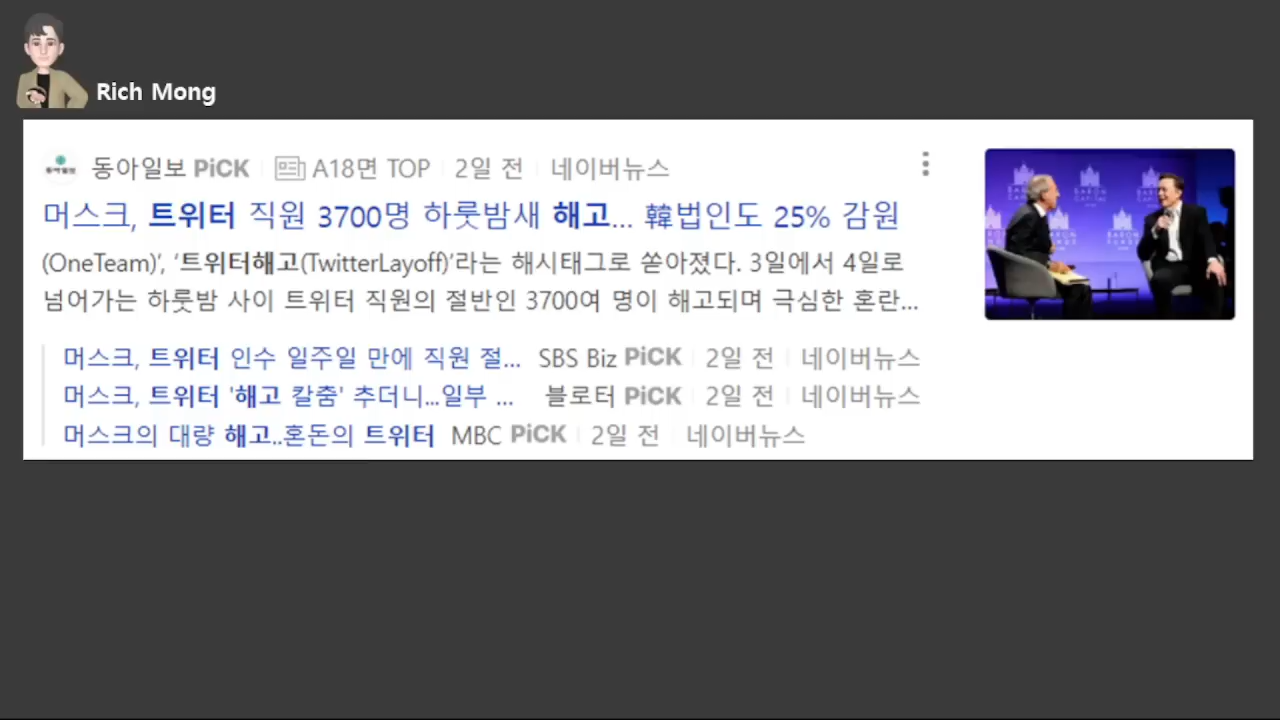 Rich Mong
동아일보 PiCK A18면 TOP 2일 전 네이버뉴스
머스크, 트위터 직원 3700명 하룻밤새 해고... 韓법인도 25% 감원
(OneTeam)’, ‘트위터해고(TwitterLayoff)’라는 해시태그로 쏟아졌다. 3일에서 4일로
넘어가는 하룻밤 사이 트위터 직원의 절반인 3700여 명이 해고되며 극심한 혼란...
머스크, 트위터 인수 일주일 만에 직원 절... SBS Biz PiCK 2일 전 네이버뉴스
머스크, 트위터 '해고 칼춤' 추더니...일부 ... 블로터 PiCK 2일 전 네이버뉴스
머스크의 대량 해고..혼돈의 트위터 MBC PiCK 2일 전 네이버뉴스
BARON CAPITAL